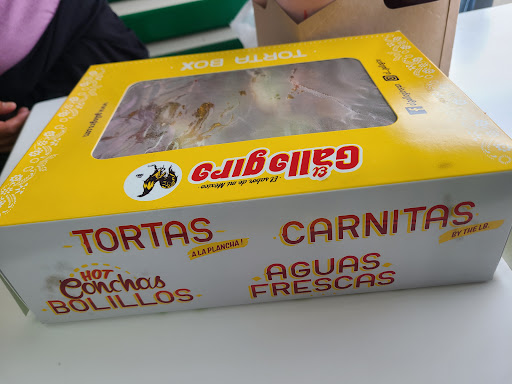 TORTA BOX
El Gallo giro
El sabor de mi México
TORTAS
A LA PLANCHA!
CARNITAS
BY THE LB
HOT
Conchas
BOLILLOS
AGUAS
FRESCAS